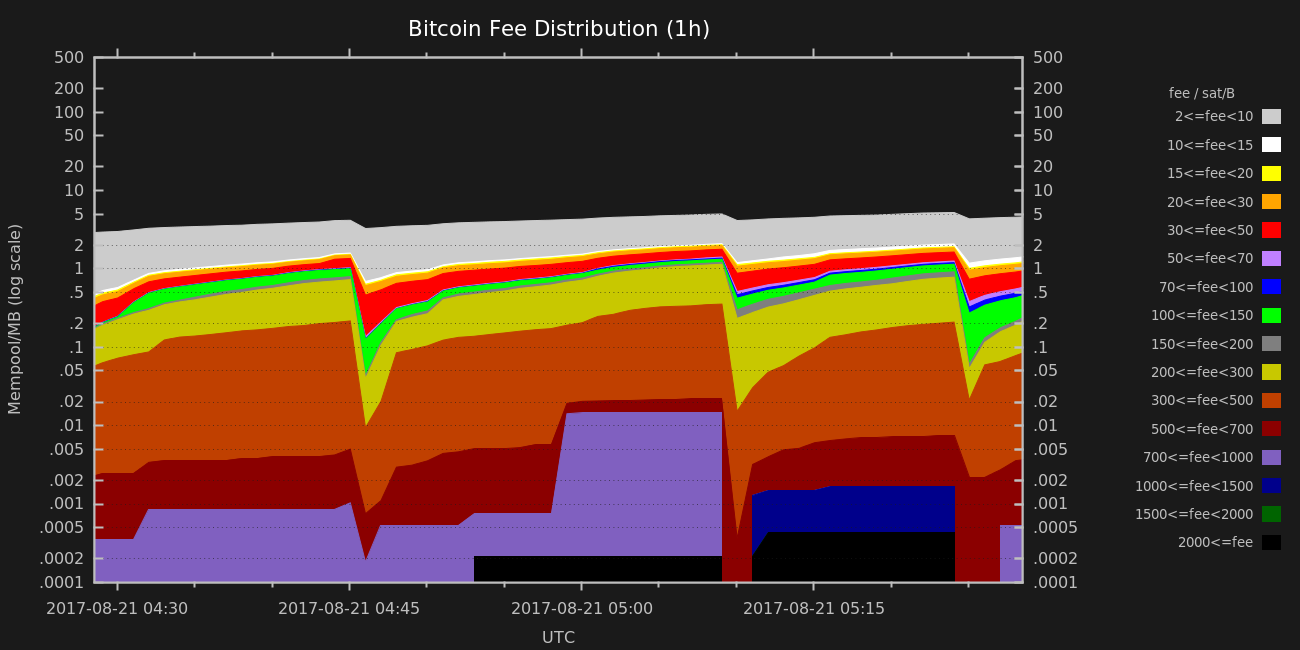 Bitcoin Fee Distribution (1h)
500 500
200 200
100 100
50 50
20 20
10 10
5 5
2 2
1 1
.5 .5
.2 .2
.1 .1
.05 .05
.02 .02
.01 .01
.005 .005
.002 .002
.001 .001
.0005 .0005
.0002 .0002
.0001 .0001
Mempool/MB (log scale)
2017-08-21 04:30 2017-08-21 04:45 2017-08-21 05:00 2017-08-21 05:15
UTC
fee / sat/B
2<=fee<10
10<=fee<15
15<=fee<20
20<=fee<30
30<=fee<50
50<=fee<70
70<=fee<100
100<=fee<150
150<=fee<200
200<=fee<300
300<=fee<500
500<=fee<700
700<=fee<1000
1000<=fee<1500
1500<=fee<2000
2000<=fee